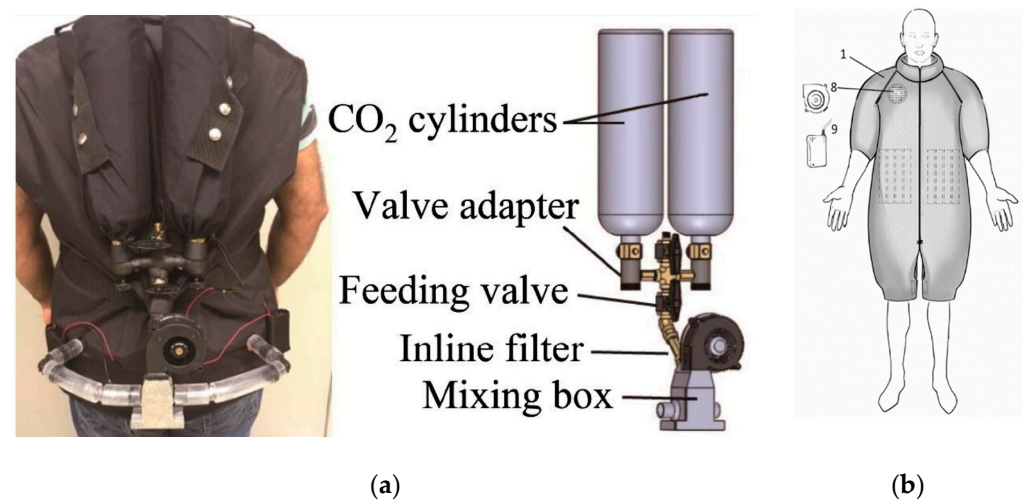 CO₂ cylinders
Valve adapter
Feeding valve
Inline filter
Mixing box
1
8
9
(a)
(b)